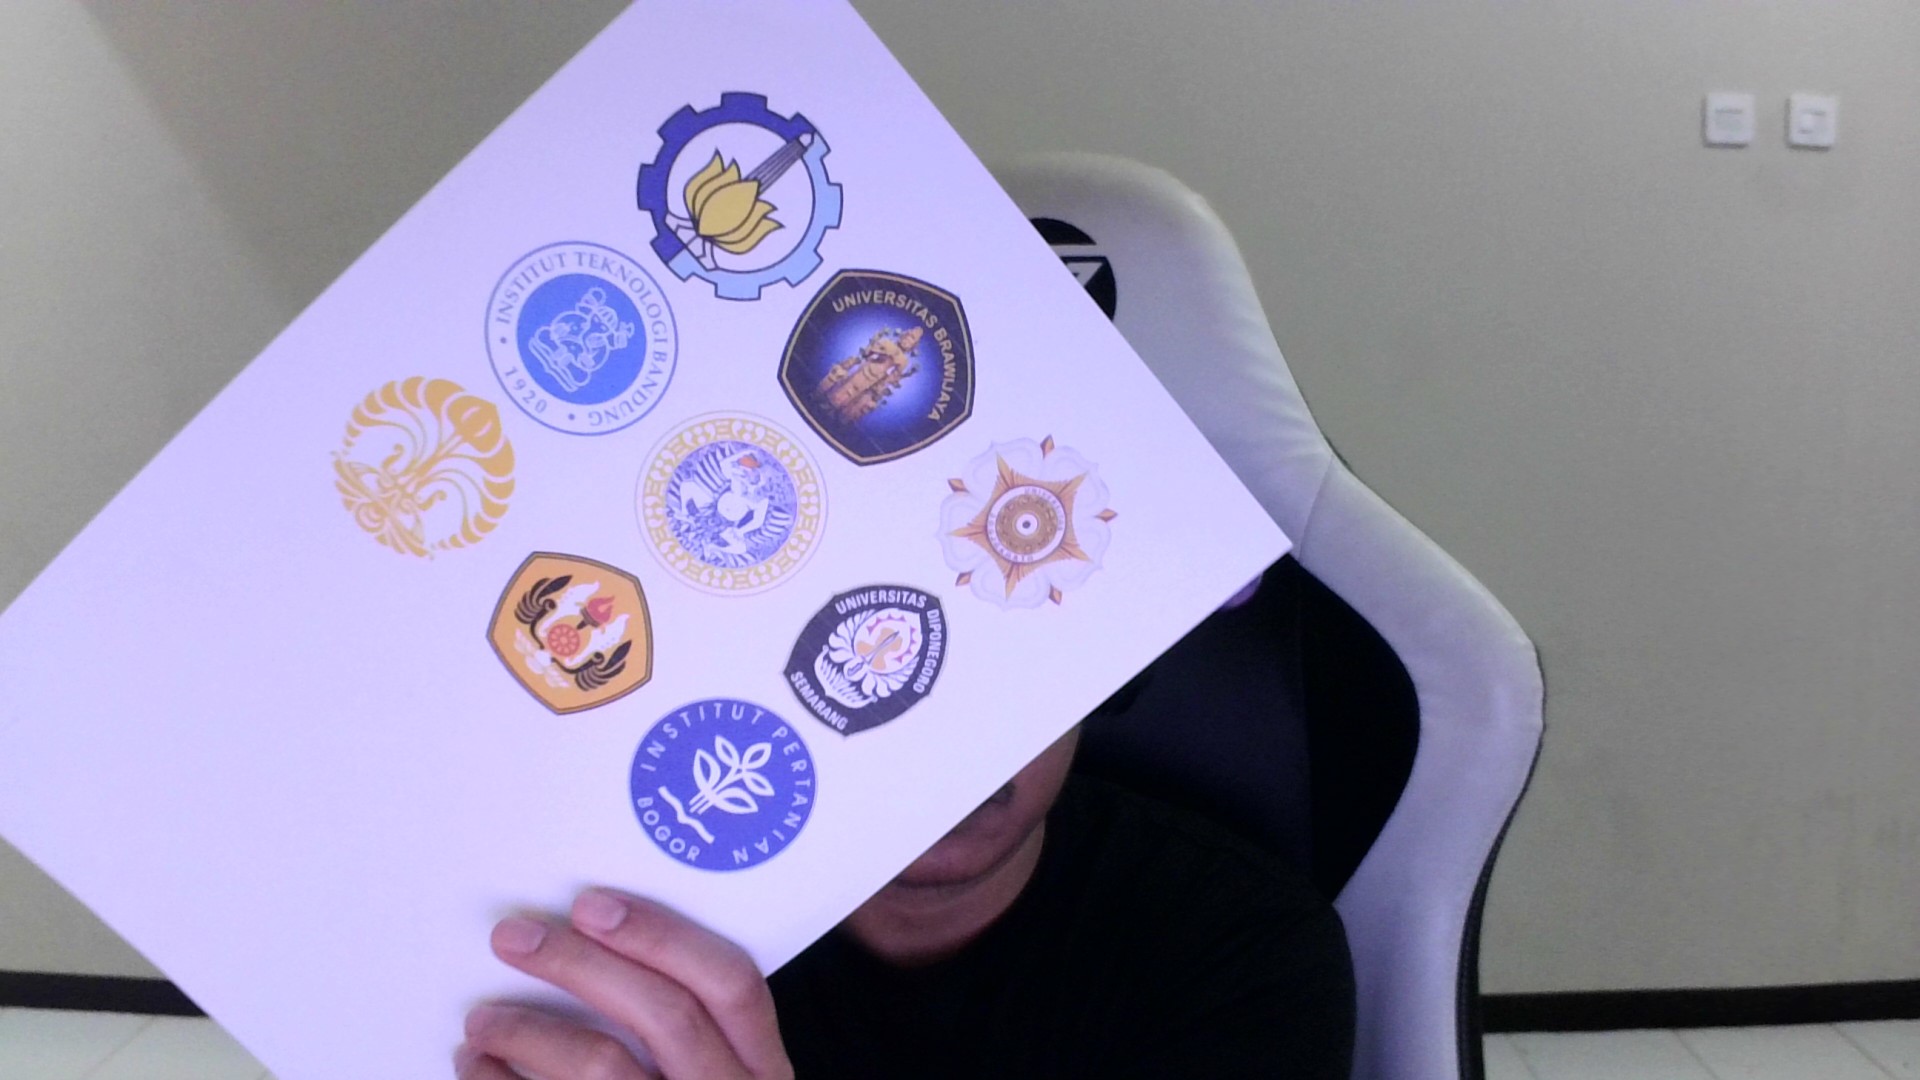 INSTITUT TEKNOLOGI BANDUNG
1920
UNIVERSITAS BRAWIJAYA
UNIVERSITAS DIPONEGORO
SEMARANG
INSTITUT PERTANIAN
BOGOR